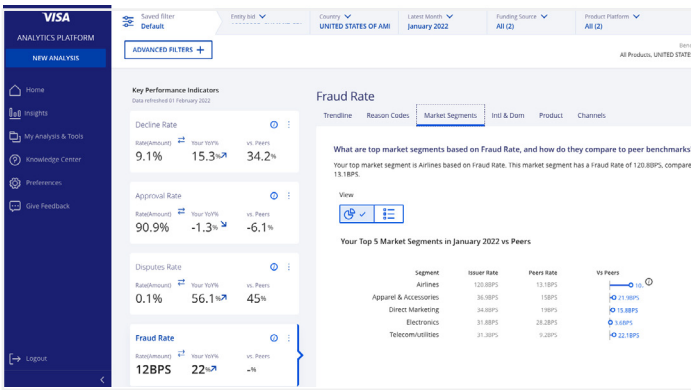 VISA
ANALYTICS PLATFORM
NEW ANALYSIS
Home
Insights
My Analysis & Tools
Knowledge Center
Preferences
Give Feedback
Logout
Saved filter
Default
Entity bid
Country
UNITED STATES OF AMI
Latest Month
January 2022
Funding Source
All (2)
Product Platform
All (2)
ADVANCED FILTERS +
Benc
All Products, UNITED STATE
Key Performance Indicators
Data refreshed 01 February 2022
Decline Rate
Rate(Amount) Your YoY% vs. Peers
9.1% 15.3% 34.2%
Approval Rate
Rate(Amount) Your YoY% vs. Peers
90.9% -1.3% -6.1%
Disputes Rate
Rate(Amount) Your YoY% vs. Peers
0.1% 56.1% 45%
Fraud Rate
Rate(Amount) Your YoY% vs. Peers
12BPS 22% -%
Fraud Rate
Trendline Reason Codes Market Segments Intl & Dom Product Channels
What are top market segments based on Fraud Rate, and how do they compare to peer benchmarks
Your top market segment is Airlines based on Fraud Rate. This market segment has a Fraud Rate of 120.8BPS, compare
13.1BPS.
View
Your Top 5 Market Segments in January 2022 vs Peers
Segment Issuer Rate Peers Rate Vs Peers
Airlines 120.8BPS 13.1BPS 10..
Apparel & Accessories 36.9BPS 15BPS 21.9BPS
Direct Marketing 34.8BPS 19BPS 15.8BPS
Electronics 31.8BPS 28.2BPS 3.6BPS
Telecom/utilities 31.3BPS 9.2BPS 22.1BPS